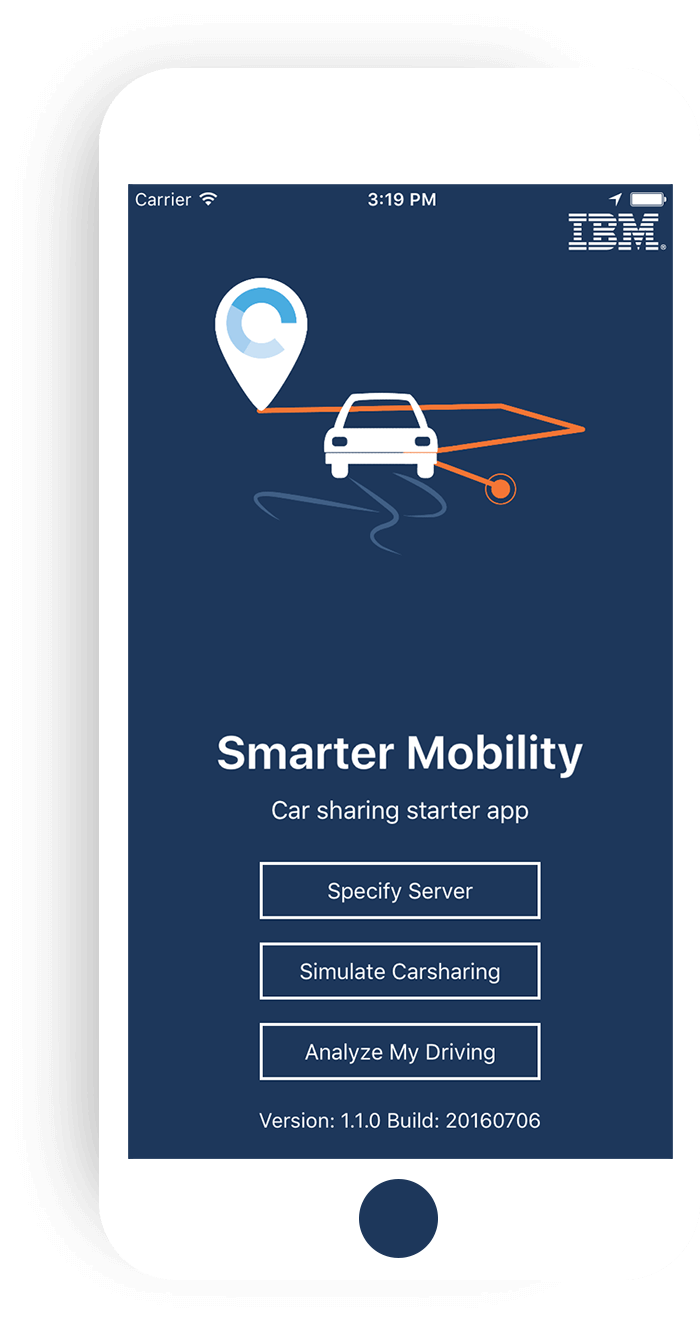 Carrier 3:19 PM
IBM®
Smarter Mobility
Car sharing starter app
Specify Server
Simulate Carsharing
Analyze My Driving
Version: 1.1.0 Build: 20160706